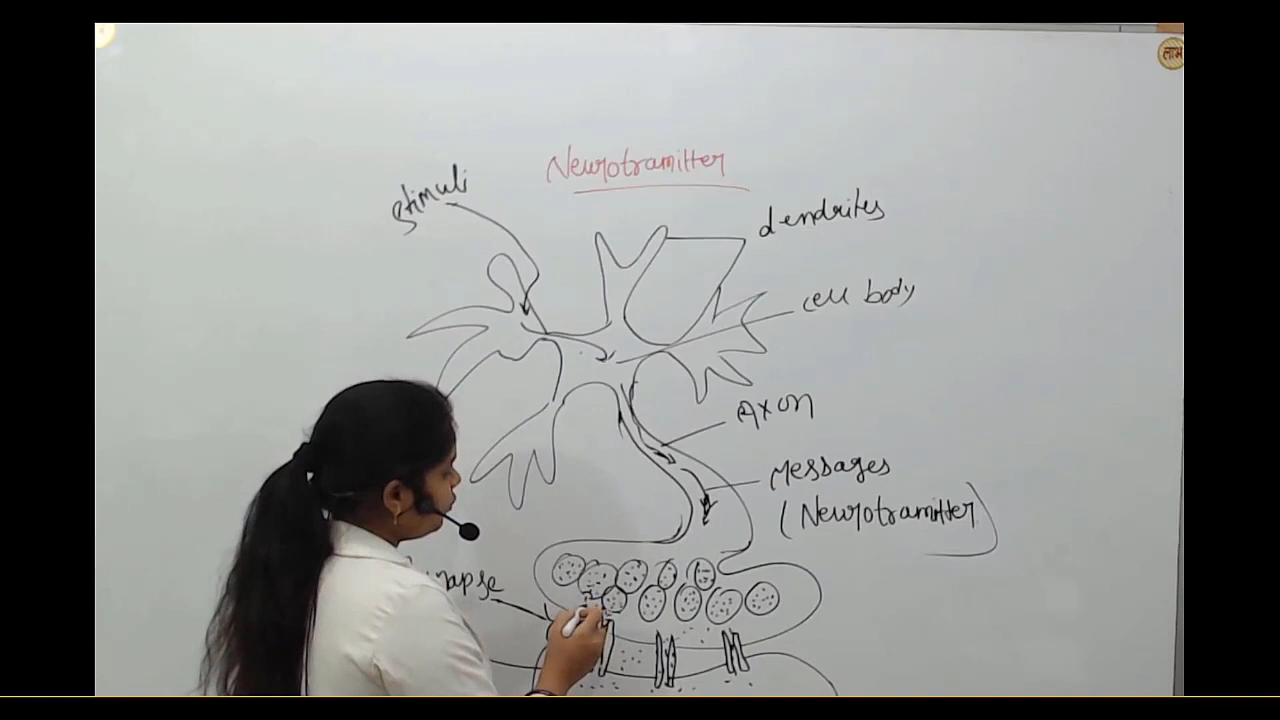 Neurotramitter
stimuli
dendrites
cell body
Axon
Messages
(Neurotramitter)
napse
लाभ